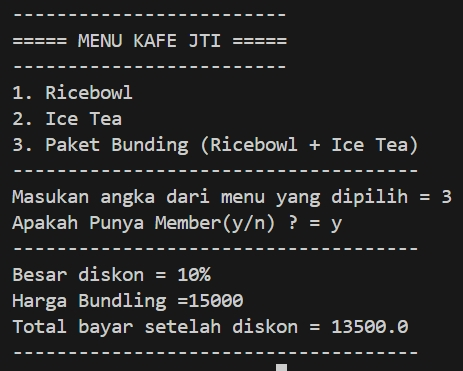 -------------------------
===== MENU KAFE JTI =====
-------------------------
1. Ricebowl
2. Ice Tea
3. Paket Bunding (Ricebowl + Ice Tea)
-------------------------------------
Masukan angka dari menu yang dipilih = 3
Apakah Punya Member(y/n) ? = y
-------------------------------------
Besar diskon = 10%
Harga Bundling =15000
Total bayar setelah diskon = 13500.0
-------------------------------------